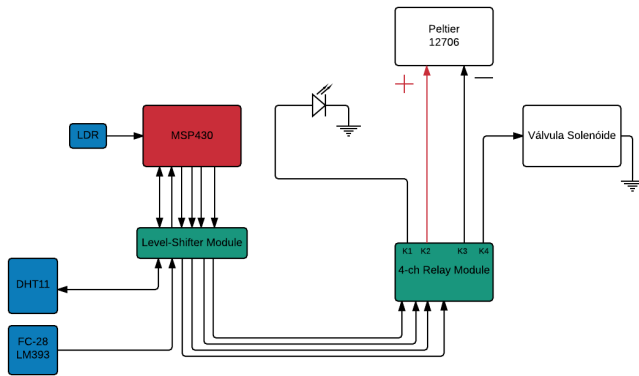 Peltier
12706
+
—
LDR
MSP430
Válvula Solenóide
Level-Shifter Module
K1
K2
K3
K4
4-ch Relay Module
DHT11
FC-28
LM393